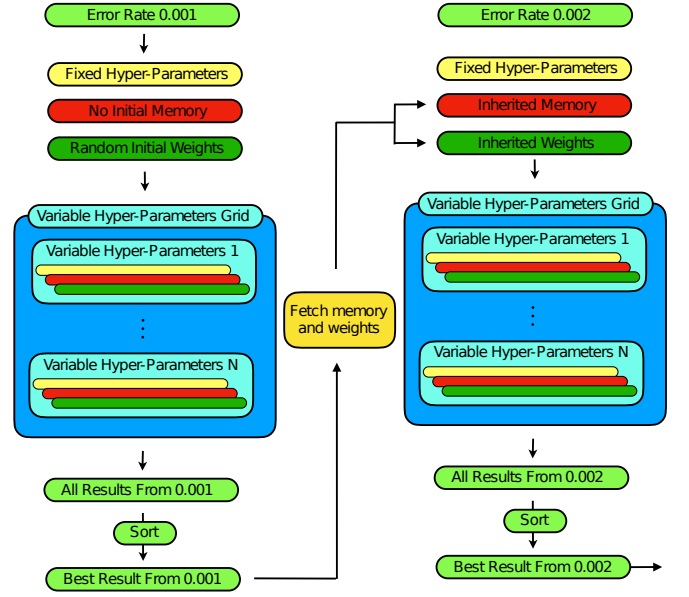 Error Rate 0.001
Fixed Hyper-Parameters
No Initial Memory
Random Initial Weights
Variable Hyper-Parameters Grid
Variable Hyper-Parameters 1
Variable Hyper-Parameters N
All Results From 0.001
Sort
Best Result From 0.001
Fetch memory
and weights
Error Rate 0.002
Fixed Hyper-Parameters
Inherited Memory
Inherited Weights
Variable Hyper-Parameters Grid
Variable Hyper-Parameters 1
Variable Hyper-Parameters N
All Results From 0.002
Sort
Best Result From 0.002